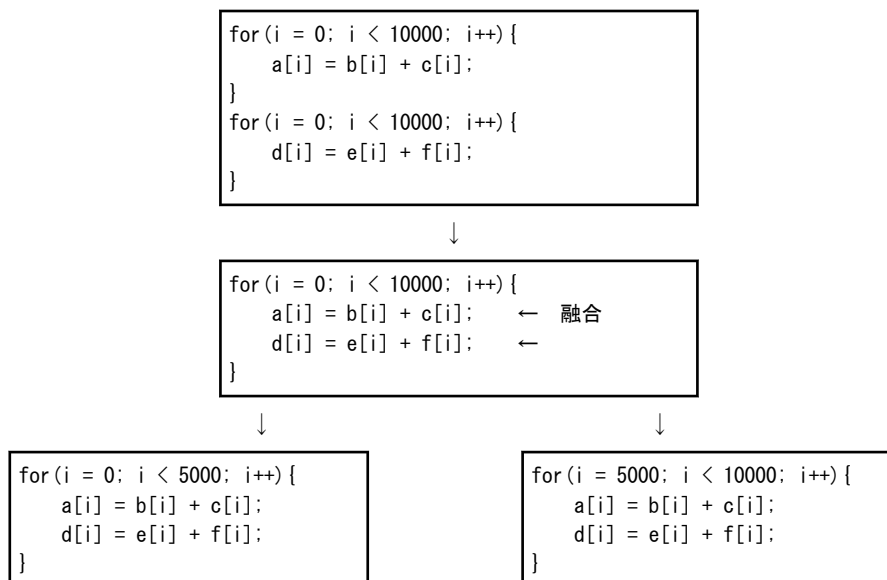 for(i = 0; i < 10000; i++){
a[i] = b[i] + c[i];
}
for(i = 0; i < 10000; i++){
d[i] = e[i] + f[i];
}
↓
for(i = 0; i < 10000; i++){
a[i] = b[i] + c[i]; ← 融合
d[i] = e[i] + f[i]; ←
}
↓ ↓
for(i = 0; i < 5000; i++){
a[i] = b[i] + c[i];
d[i] = e[i] + f[i];
}
for(i = 5000; i < 10000; i++){
a[i] = b[i] + c[i];
d[i] = e[i] + f[i];
}